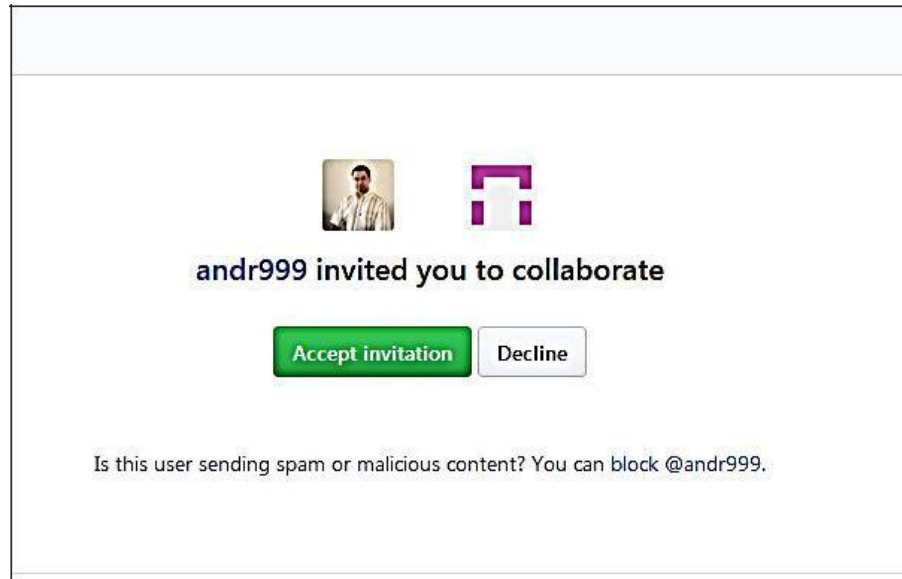 andr999 invited you to collaborate
Accept invitation Decline
Is this user sending spam or malicious content? You can block @andr999.